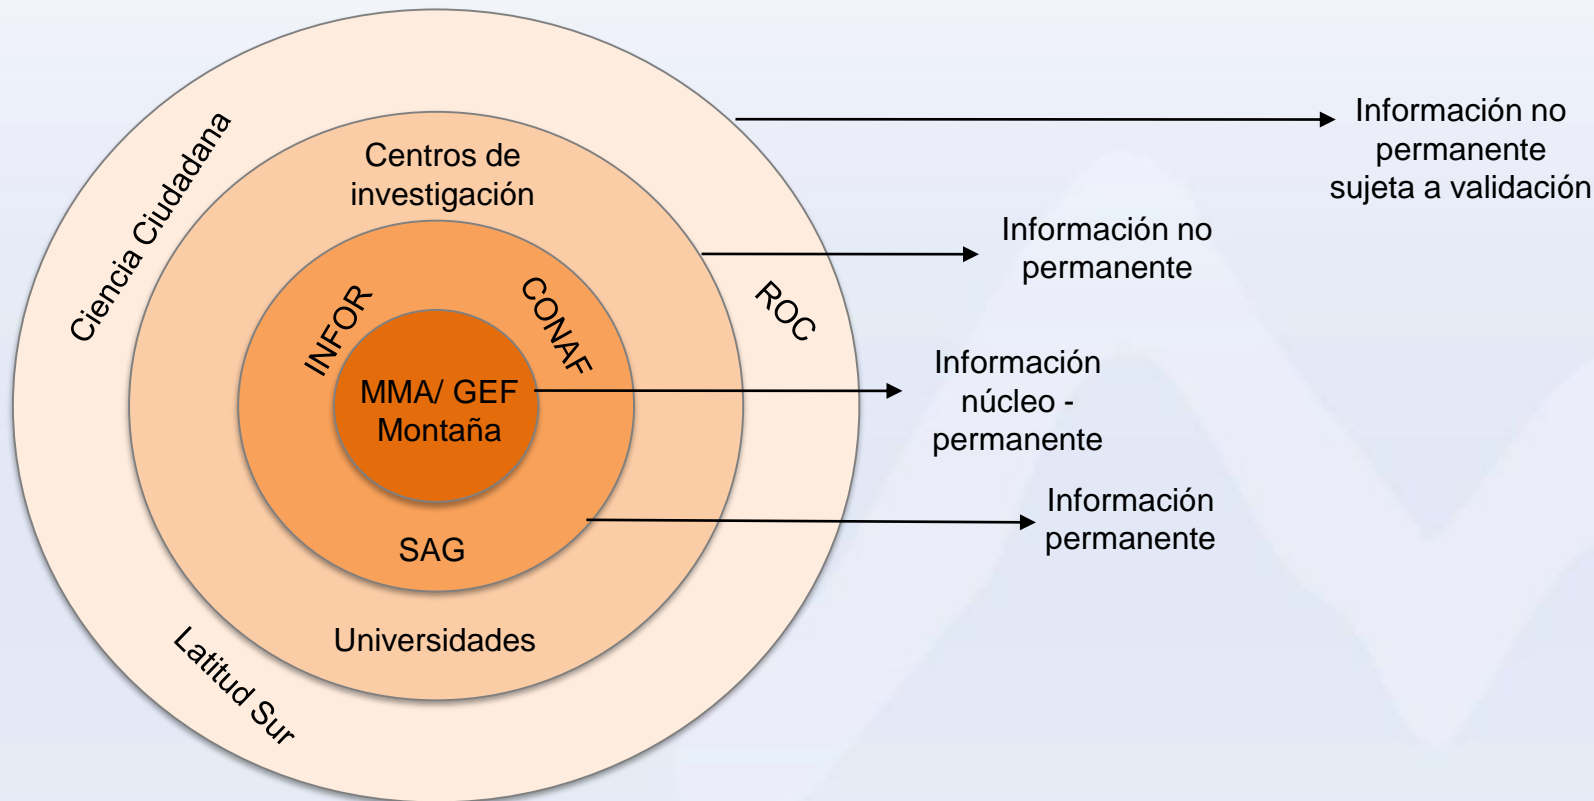 Ciencia Ciudadana
Centros de
investigación
INFOR
CONAF
ROC
MMA/ GEF
Montaña
SAG
Universidades
Latitud Sur
Información no
permanente
sujeta a validación
Información no
permanente
Información
núcleo -
permanente
Información
permanente